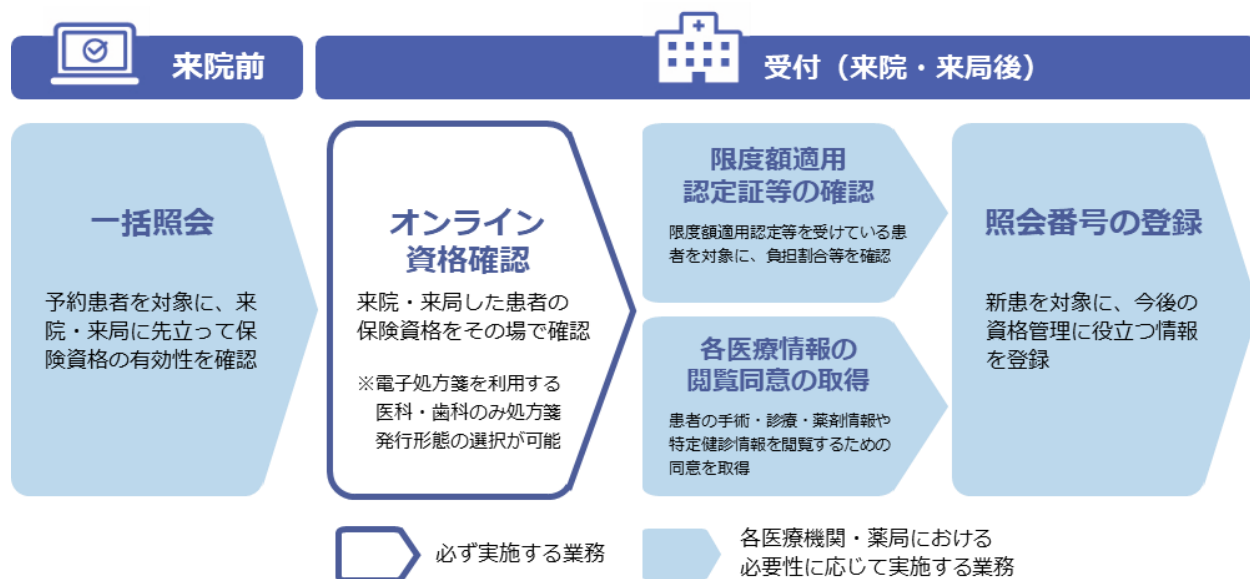 来院前
受付（来院・来局後）
一括照会
予約患者を対象に、来
院・来局に先立って保
険資格の有効性を確認
オンライン
資格確認
来院・来局した患者の
保険資格をその場で確認
※電子処方箋を利用する
医科・歯科のみ処方箋
発行形態の選択が可能
限度額適用
認定証等の確認
限度額適用認定等を受けている患
者を対象に、負担割合等を確認
各医療情報の
閲覧同意の取得
患者の手術・診療・薬剤情報や
特定健診情報を閲覧するための
同意を取得
照会番号の登録
新患を対象に、今後の
資格管理に役立つ情報
を登録
必ず実施する業務
各医療機関・薬局における
必要性に応じて実施する業務